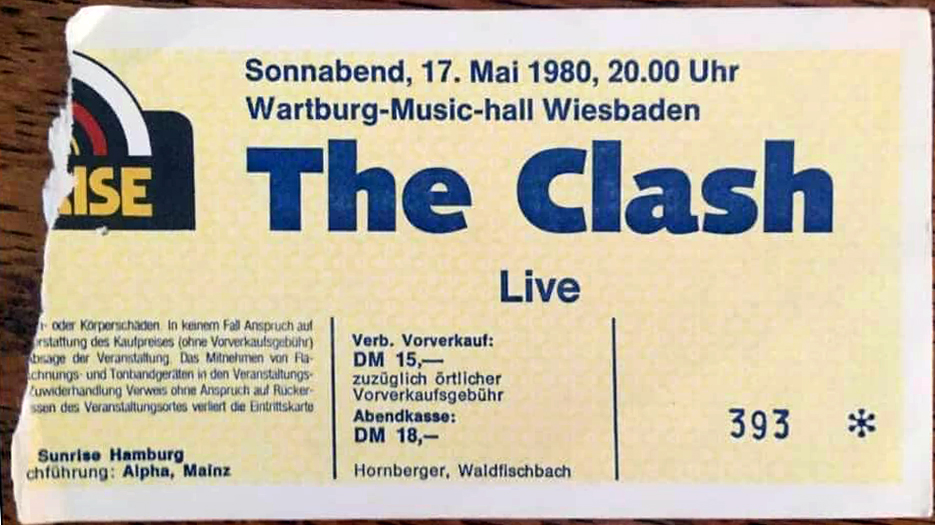 Sonnabend, 17. Mai 1980, 20.00 Uhr
Wartburg-Music-hall Wiesbaden
RISE
The Clash
Live
oder Körperschäden. In keinem Fall Anspruch auf
rstattung des Kaufpreises (ohne Vorverkaufsgebühr)
bsage der Veranstaltung. Das Mitnehmen von Fla-
chnungs- und Tonbandgeräten in den Veranstaltungs-
Zuwiderhandlung Verweis ohne Anspruch auf Rücker-
ssen des Veranstaltungsortes verliert die Eintrittskarte
Sunrise Hamburg
chführung: Alpha, Mainz
Verb. Vorverkauf:
DM 15,—
zuzüglich örtlicher
Vorverkaufsgebühr
Abendkasse:
DM 18,—
Hornberger, Waldfischbach
393 *